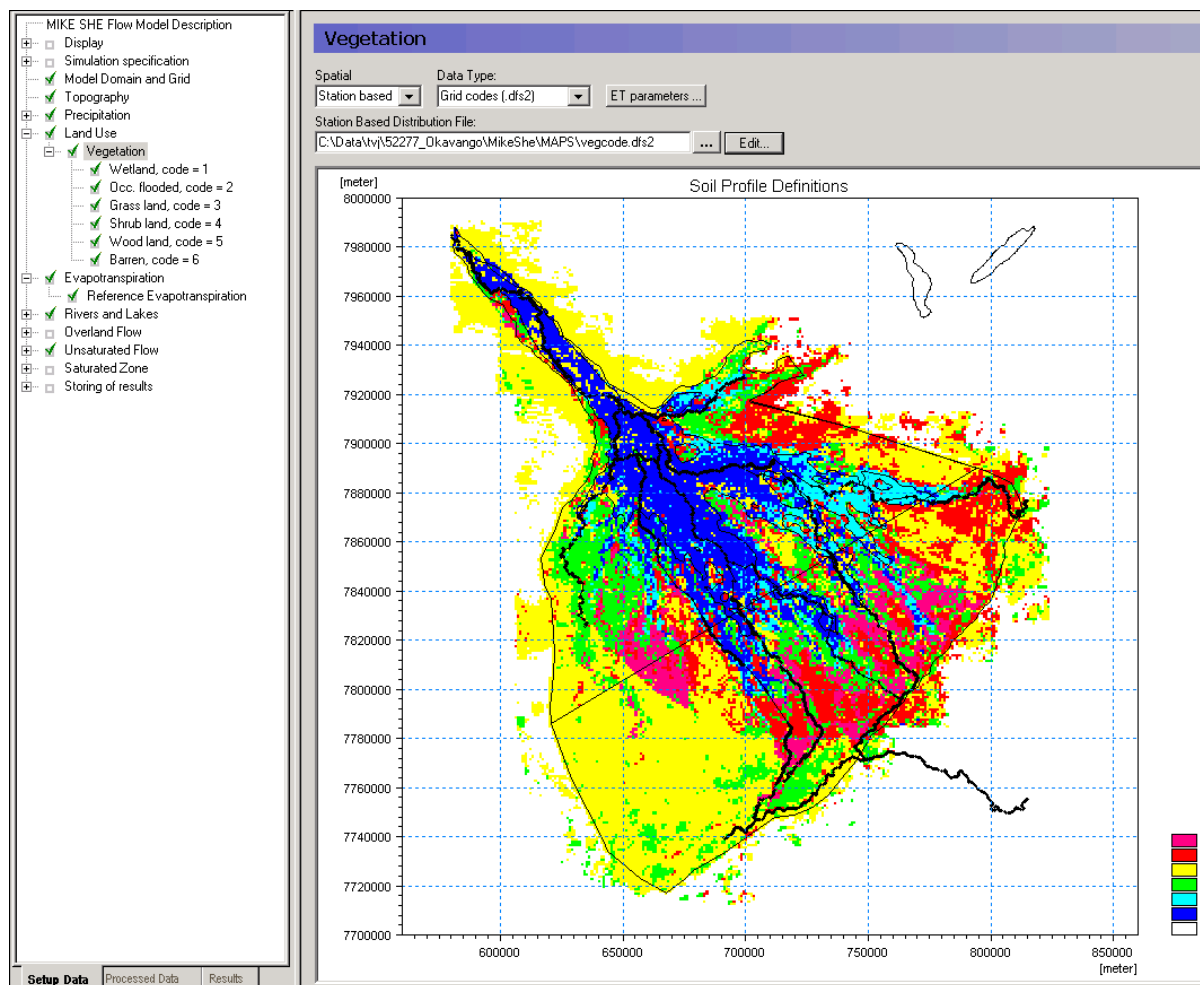 MIKE SHE Flow Model Description
Display
Simulation specification
Model Domain and Grid
Topography
Precipitation
Land Use
Vegetation
Wetland, code = 1
Occ. flooded, code = 2
Grass land, code = 3
Shrub land, code = 4
Wood land, code = 5
Barren, code = 6
Evapotranspiration
Reference Evapotranspiration
Rivers and Lakes
Overland Flow
Unsaturated Flow
Saturated Zone
Storing of results
Setup Data Processed Data Results
Vegetation
Spatial Data Type:
Station based Grid codes (.dfs2) ET parameters ...
Station Based Distribution File:
C:\Data\tvj\52277_Okavango\MikeShe\MAPS\vegcode.dfs2 ... Edit...
[meter] Soil Profile Definitions
8000000
7980000
7960000
7940000
7920000
7900000
7880000
7860000
7840000
7820000
7800000
7780000
7760000
7740000
7720000
7700000
600000 650000 700000 750000 800000 850000
[meter]